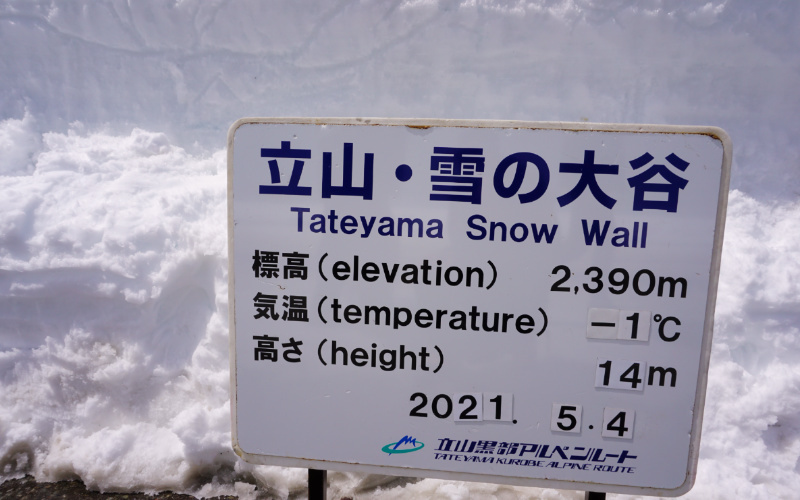 立山・雪の大谷
Tateyama Snow Wall
標高(elevation) 2,390m
気温(temperature) -1℃
高さ(height) 14m
2021. 5.4
立山黒部アルペンルート
TATEYAMA KUROBE ALPINE ROUTE